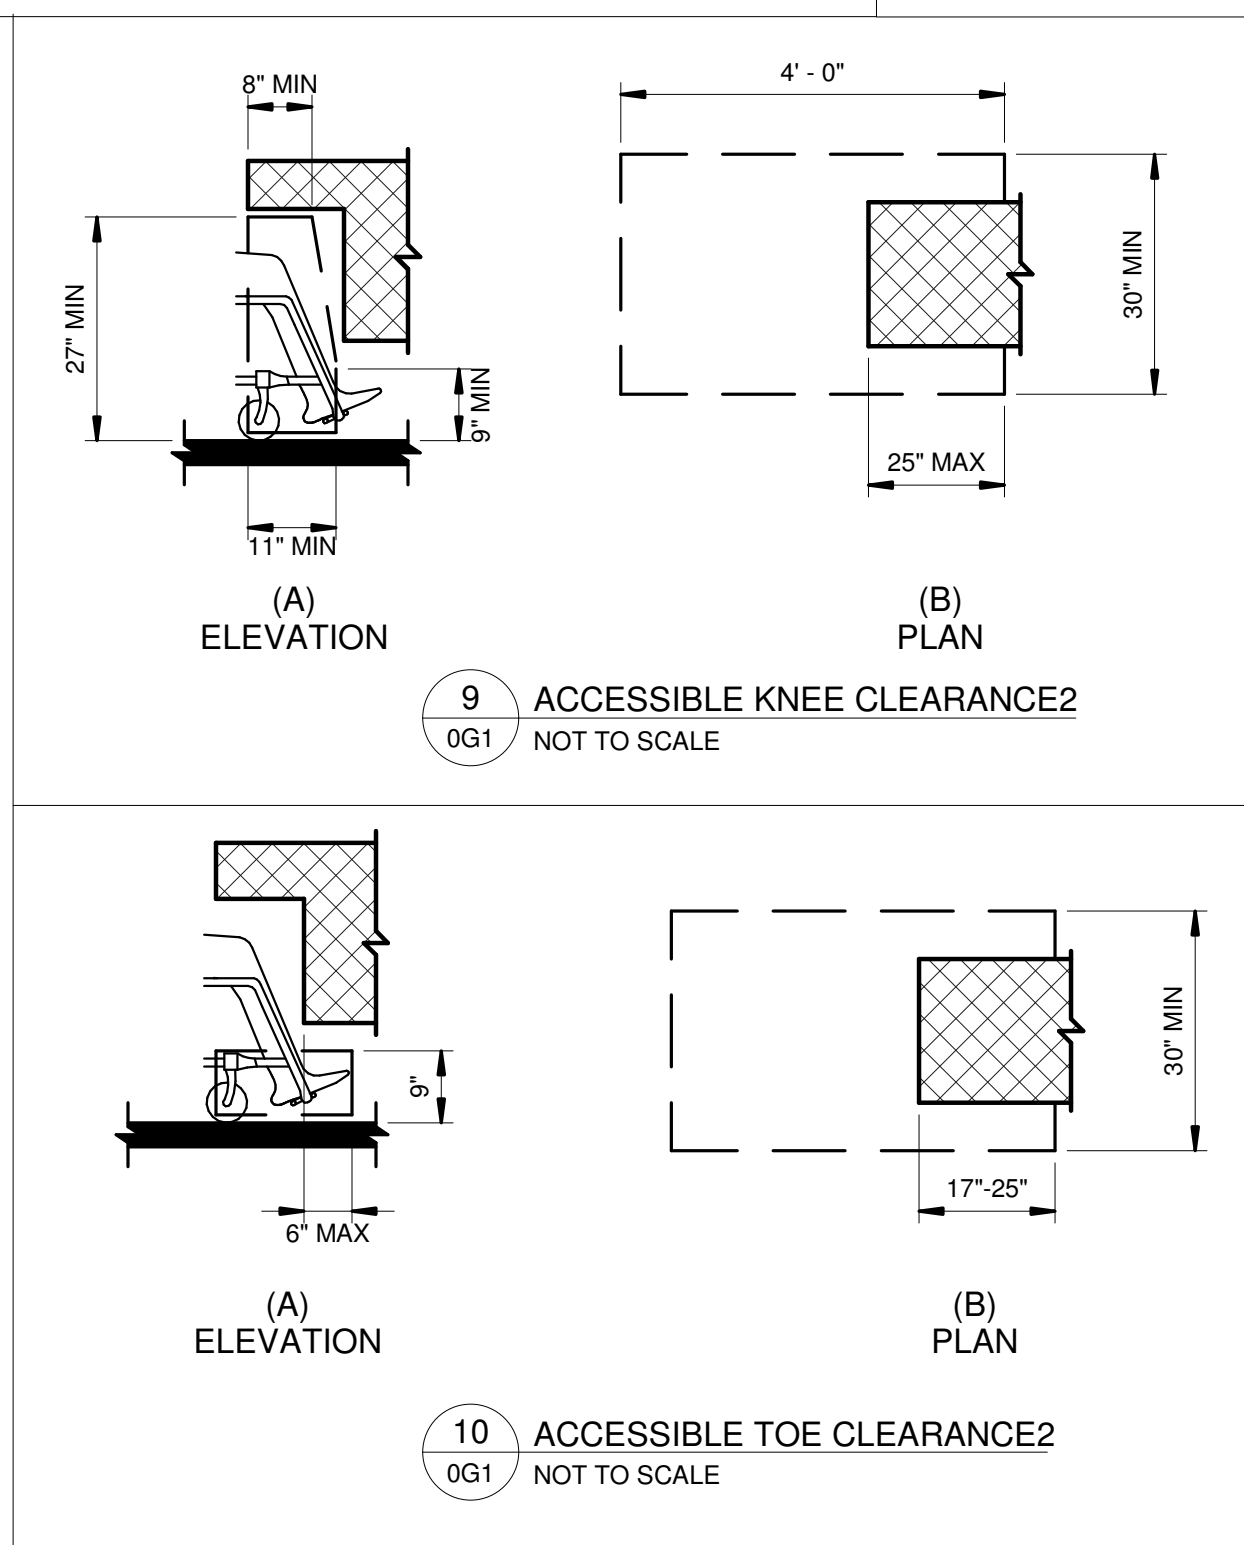 8" MIN
4' - 0"
27" MIN
30" MIN
9" MIN
25" MAX
11" MIN
(A)
ELEVATION
(B)
PLAN
9
0G1
ACCESSIBLE KNEE CLEARANCE2
NOT TO SCALE
9"
30" MIN
17"-25"
6" MAX
(A)
ELEVATION
(B)
PLAN
10
0G1
ACCESSIBLE TOE CLEARANCE2
NOT TO SCALE